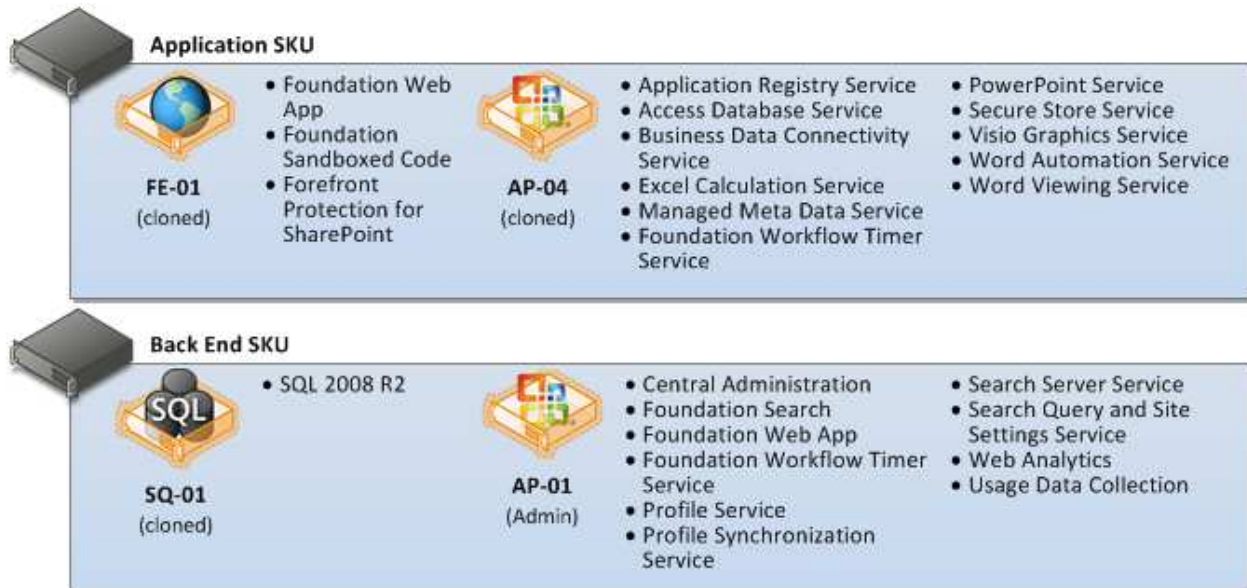 Application SKU
• Foundation Web
App
• Foundation
Sandboxed Code
• Forefront
Protection for
SharePoint
FE-01
(cloned)
• Application Registry Service
• Access Database Service
• Business Data Connectivity
Service
• Excel Calculation Service
• Managed Meta Data Service
• Foundation Workflow Timer
Service
• PowerPoint Service
• Secure Store Service
• Visio Graphics Service
• Word Automation Service
• Word Viewing Service
AP-04
(cloned)
Back End SKU
SQL
• SQL 2008 R2
SQ-01
(cloned)
• Central Administration
• Foundation Search
• Foundation Web App
• Foundation Workflow Timer
Service
• Profile Service
• Profile Synchronization
Service
• Search Server Service
• Search Query and Site
Settings Service
• Web Analytics
• Usage Data Collection
AP-01
(Admin)